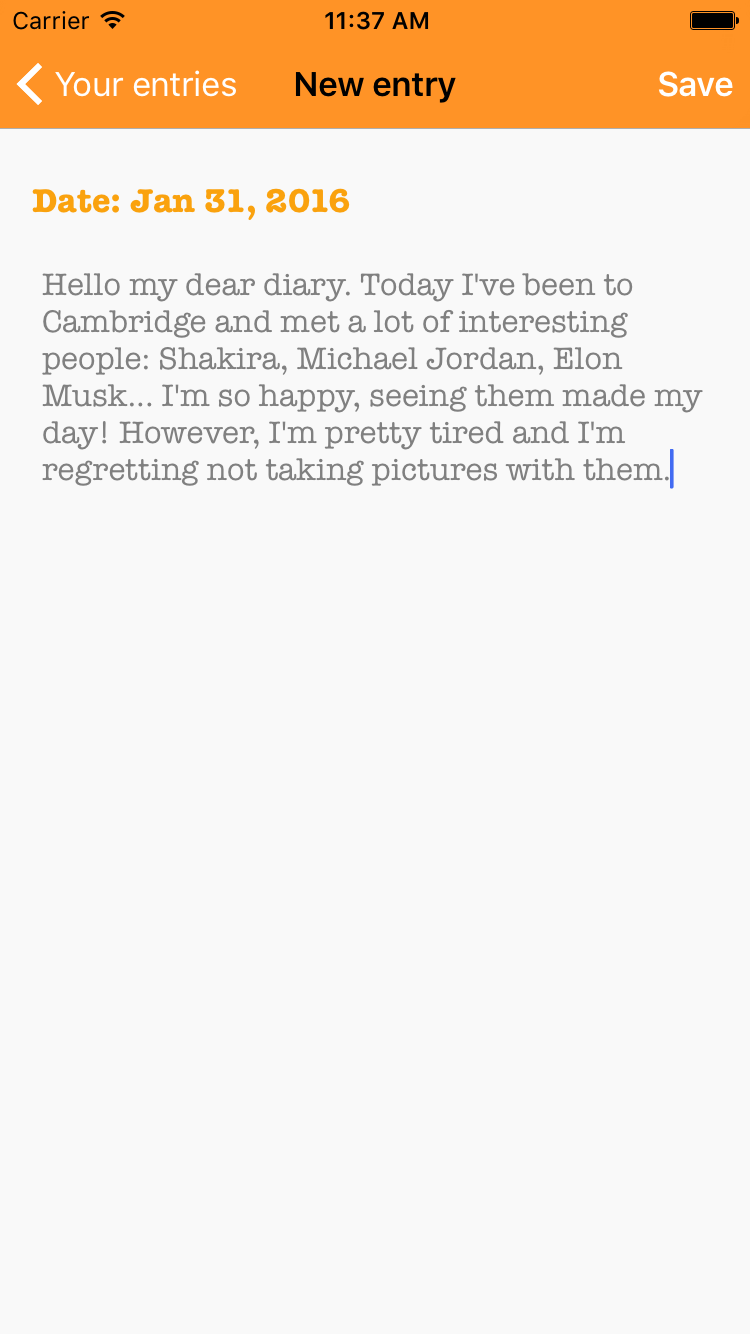 Carrier 11:37 AM
Your entries New entry Save
Date: Jan 31, 2016
Hello my dear diary. Today I've been to
Cambridge and met a lot of interesting
people: Shakira, Michael Jordan, Elon
Musk... I'm so happy, seeing them made my
day! However, I'm pretty tired and I'm
regretting not taking pictures with them.